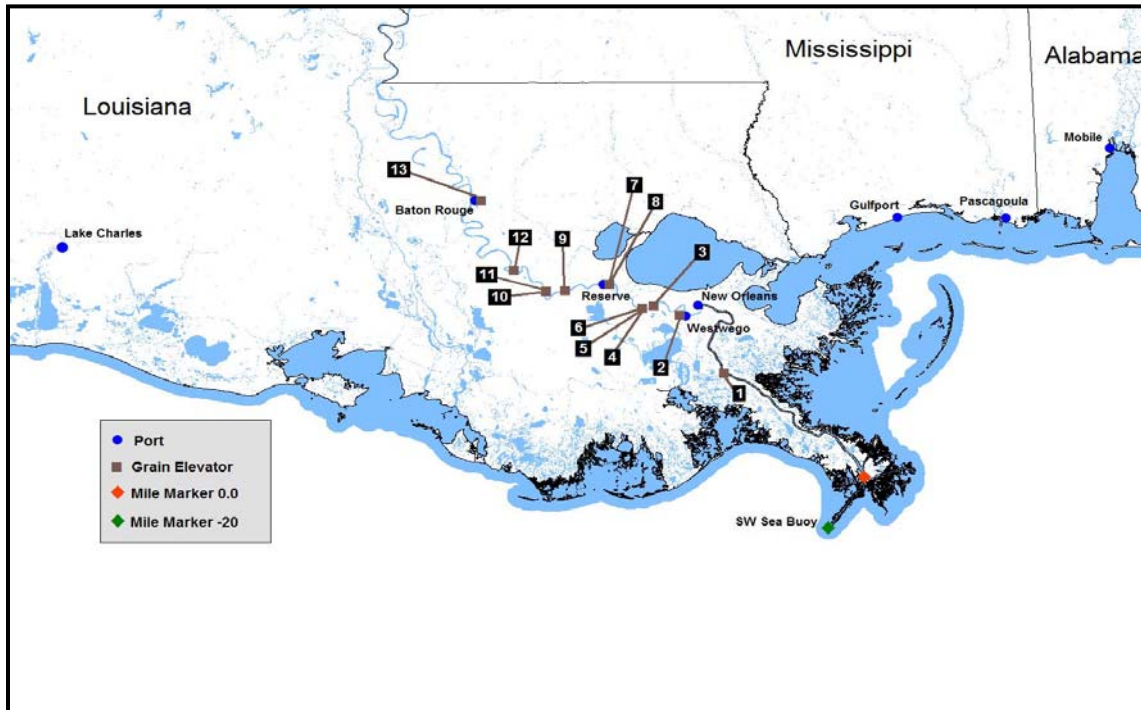 Mississippi
Alabama
Louisiana
Mobile
13
7
8
Baton Rouge
Gulfport
Pascagoula
Lake Charles
12
9
3
11
10
Reserve
New Orleans
6
Westwego
5
4
2
1
Port
Grain Elevator
Mile Marker 0.0
Mile Marker -20
SW Sea Buoy